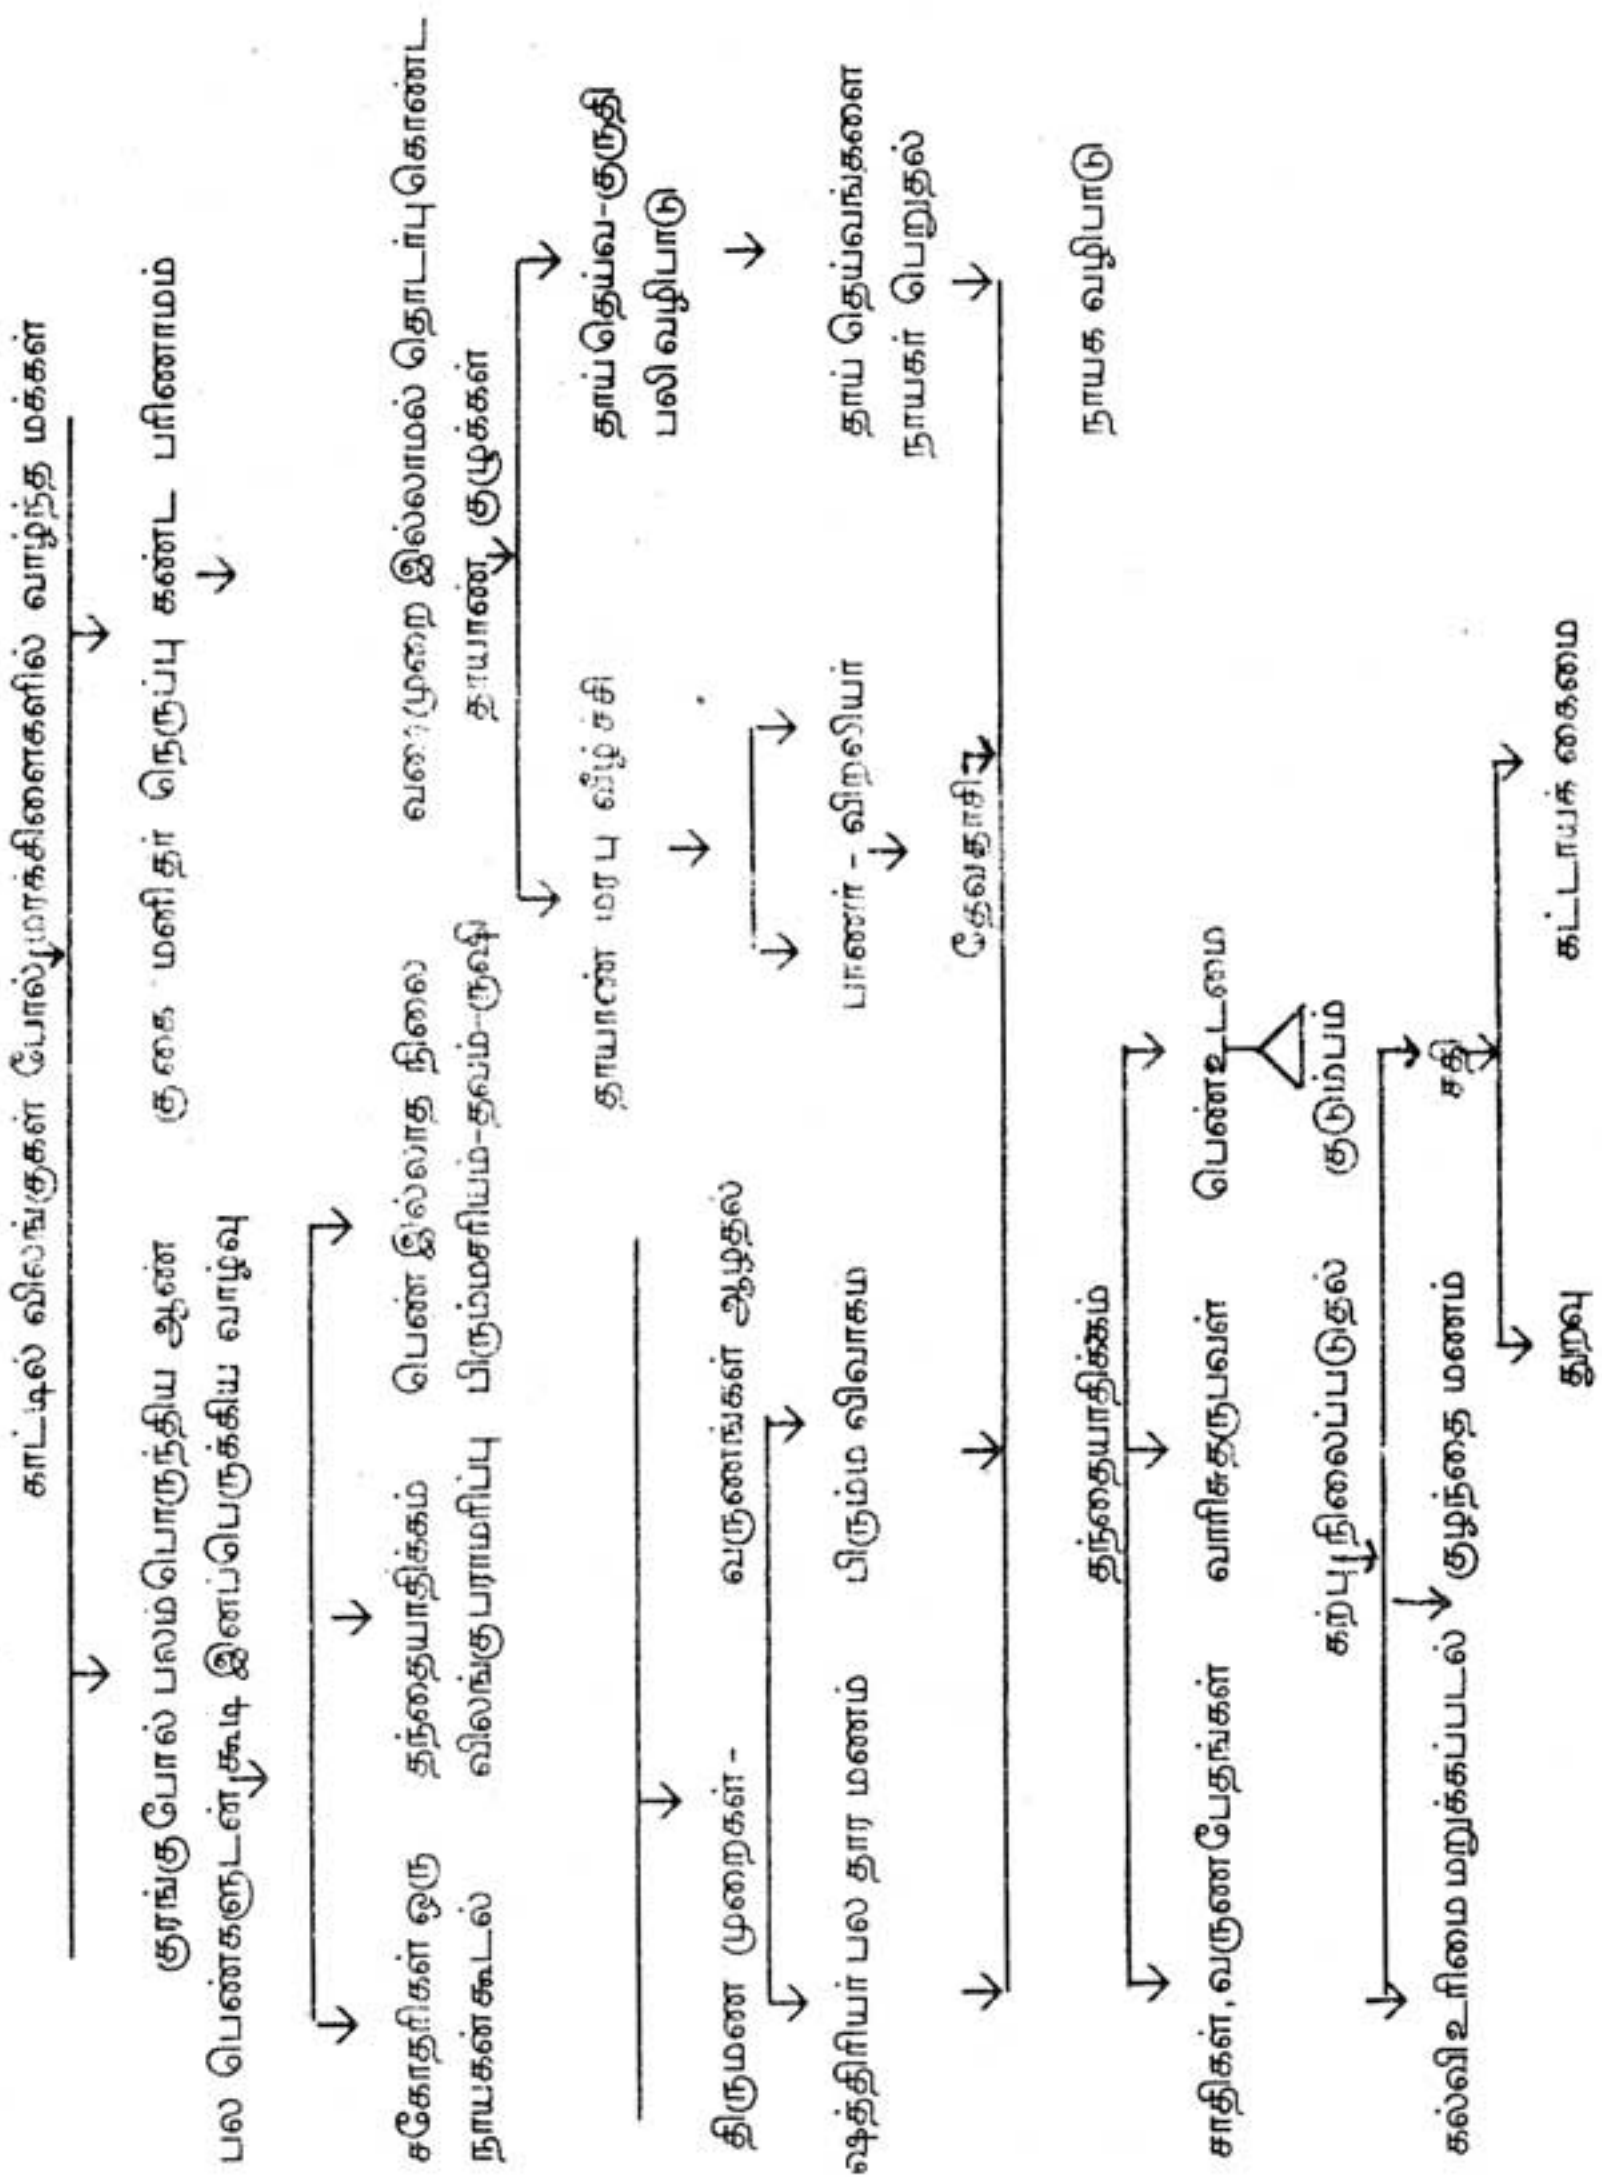 காட்டில் விலங்குகள் போல் மரக்கிளைகளில் வாழ்ந்த மக்கள்
குரங்குபோல் பலம்பொருந்திய ஆண்
பல பெண்களுடன் கூடி இனப்பெருக்கிய வாழ்வு
குகை மனிதர் நெருப்பு கண்ட பரிணாமம்
சகோதரிகள் ஒரு
நாயகன் கூடல்
தந்தையாதிக்கம்
விலங்குபராமரிப்பு
பெண் இல்லாத நிலை
பிரும்மசரியம்-தவம்-ருஷி
வரைமுறை இல்லாமல் தொடர்புகொண்ட
தாயாண் குழுக்கள்
தாயாண் மரபு வீழ்ச்சி
தாய்தெய்வ-குருதி
பலி வழிபாடு
திருமண முறைகள் -
வருணங்கள் ஆழதல்
க்ஷத்திரியர் பல தார மணம்
பிரும்ம விவாகம
பாணர் - விறலியர்
தாய் தெய்வங்களை
நாயகர் பெறுதல்
தேவதாசி
தந்தையாதிக்கம்
நாயக வழிபாடு
சாதிகள், வருணபேதங்கள்
வாரிசுதருபவள்
பெண்உடமை
கற்பு நிலைப்படுதல்
குடும்பம்
கல்விஉரிமைமறுக்கப்படல்
குழந்தை மணம்
சதி
துறவு
கட்டாயக் கைமை